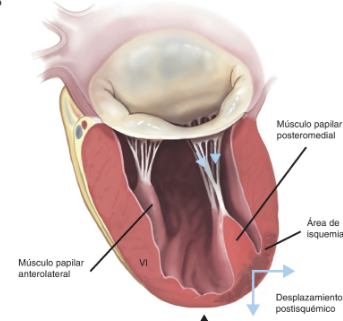 Músculo papilar
posteromedial
Área de
isquemia
Músculo papilar
anterolateral
VI
Desplazamiento
postisquémico